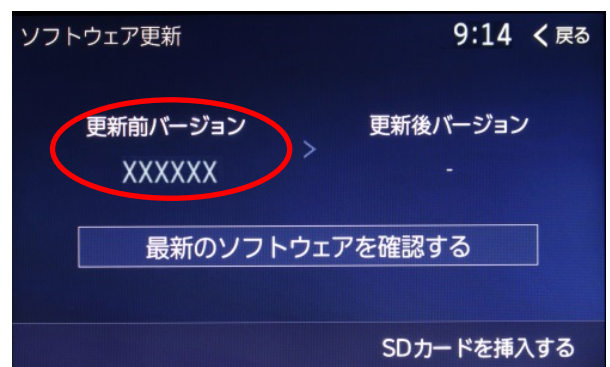 ソフトウェア更新 9:14 く戻る
更新前バージョン > 更新後バージョン
XXXXXX -
最新のソフトウェアを確認する
SDカードを挿入する